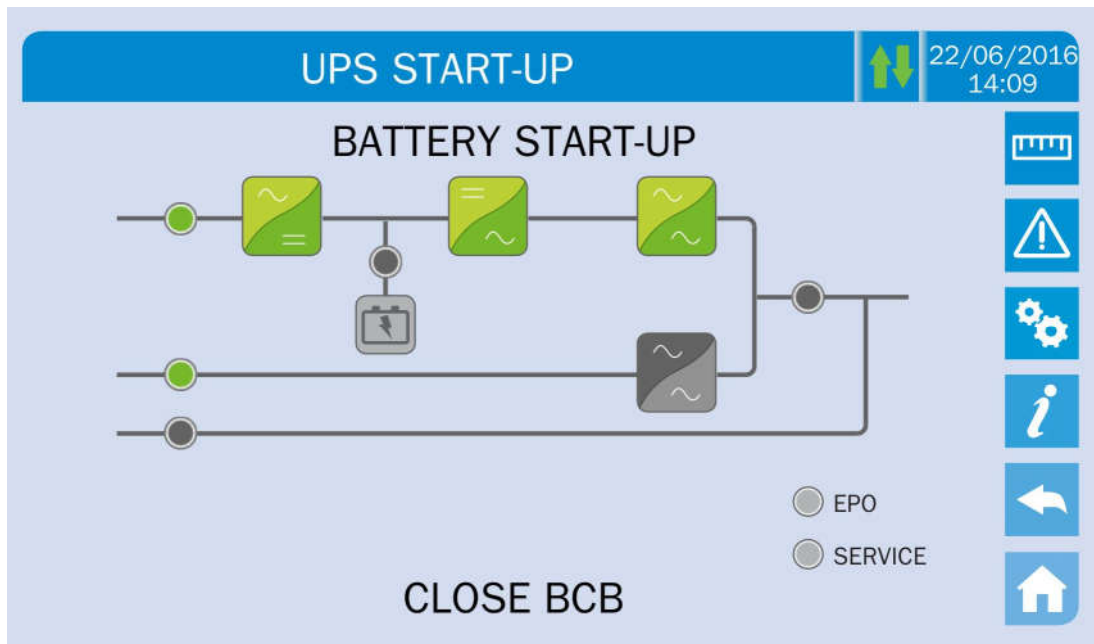 UPS START-UP
22/06/2016
14:09
BATTERY START-UP
EPO
SERVICE
CLOSE BCB